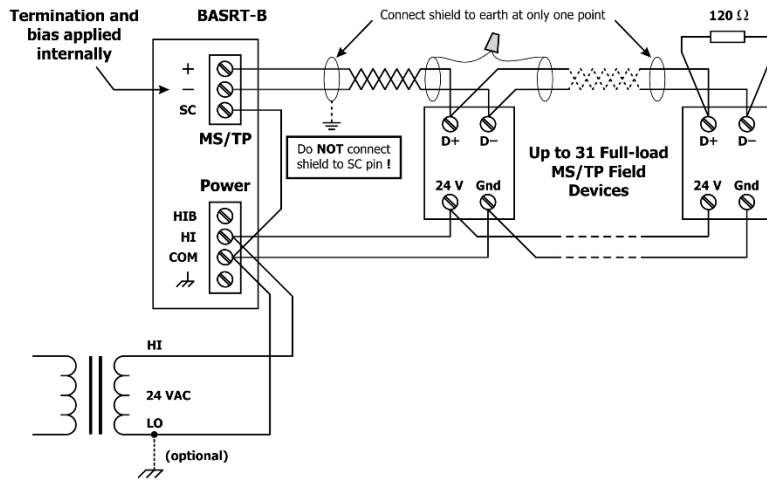 Termination and
bias applied
internally
BASRT-B
Connect shield to earth at only one point
120 Ω
+
−
SC
MS/TP
Do NOT connect
shield to SC pin !
D+ D−
Up to 31 Full-load
MS/TP Field
Devices
D+ D−
Power
24 V Gnd
24 V Gnd
HIB
HI
COM
HI
24 VAC
LO
(optional)